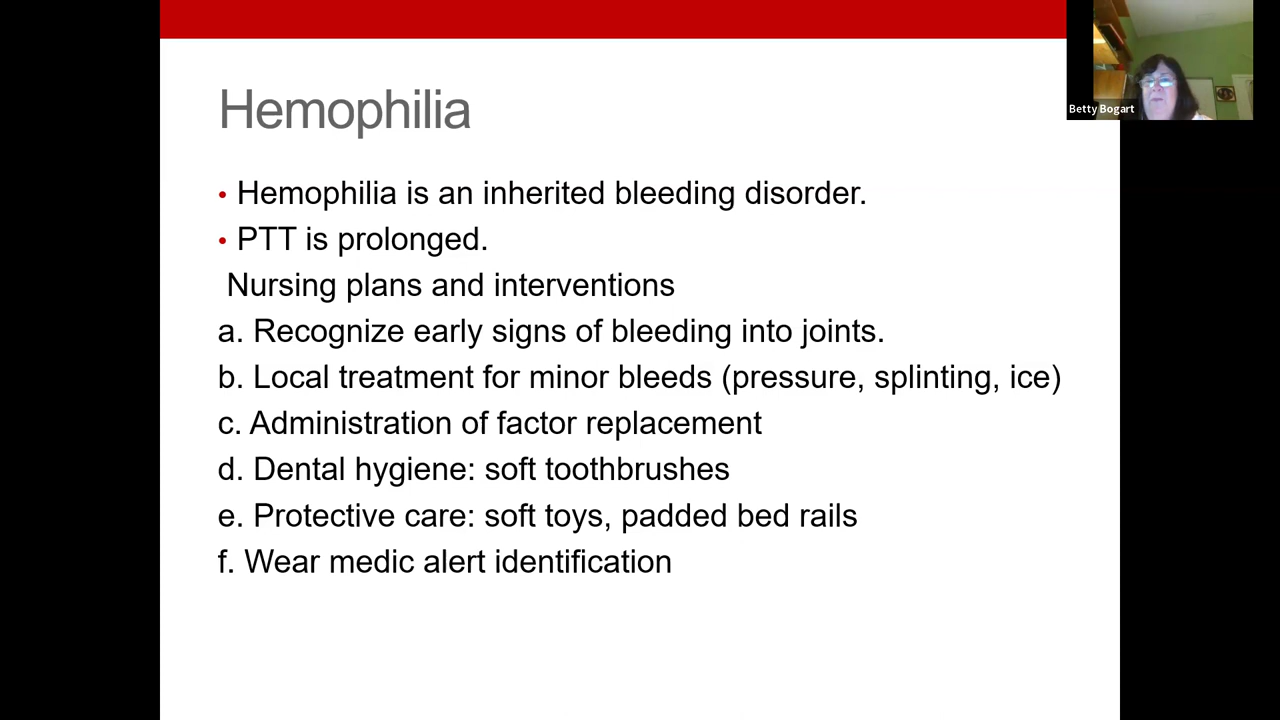 Hemophilia
• Hemophilia is an inherited bleeding disorder.
• PTT is prolonged.
Nursing plans and interventions
a. Recognize early signs of bleeding into joints.
b. Local treatment for minor bleeds (pressure, splinting, ice)
c. Administration of factor replacement
d. Dental hygiene: soft toothbrushes
e. Protective care: soft toys, padded bed rails
f. Wear medic alert identification
Betty Bogart